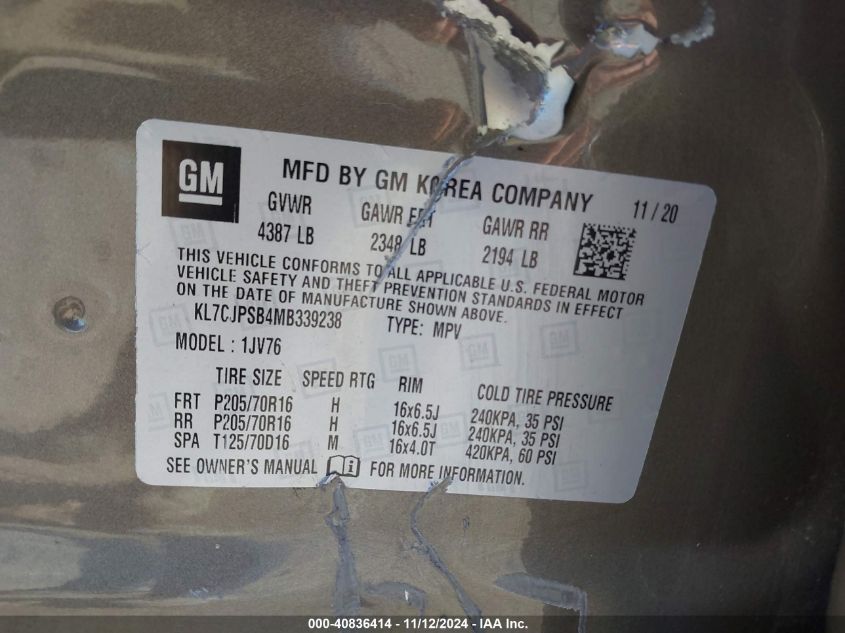 GM
MFD BY GM KOREA COMPANY 11 / 20
GVWR GAWR FRT GAWR RR
4387 LB 2348 LB 2194 LB
THIS VEHICLE CONFORMS TO ALL APPLICABLE U.S. FEDERAL MOTOR
VEHICLE SAFETY AND THEFT PREVENTION STANDARDS IN EFFECT
ON THE DATE OF MANUFACTURE SHOWN ABOVE.
KL7CJPSB4MB339238 TYPE: MPV
MODEL : 1JV76
TIRE SIZE SPEED RTG RIM COLD TIRE PRESSURE
FRT P205/70R16 H 16x6.5J 240KPA, 35 PSI
RR P205/70R16 H 16x6.5J 240KPA, 35 PSI
SPA T125/70D16 M 16x4.0T 420KPA, 60 PSI
SEE OWNER'S MANUAL FOR MORE INFORMATION.
000-40836414 - 11/12/2024 - IAA Inc.